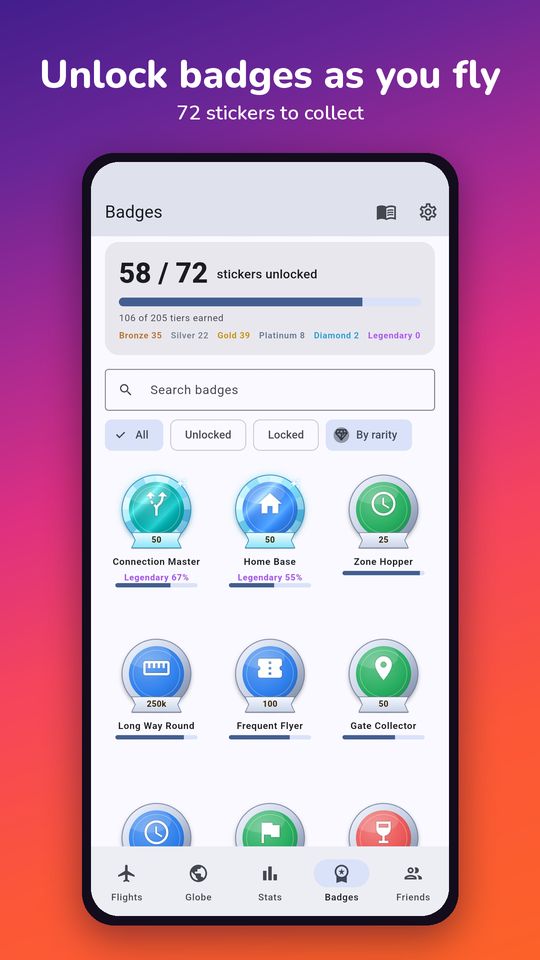 Unlock badges as you fly
72 stickers to collect
Badges
58 / 72 stickers unlocked
106 of 205 tiers earned
Bronze 35 Silver 22 Gold 39 Platinum 8 Diamond 2 Legendary 0
Search badges
All Unlocked Locked By rarity
50 50 25
Connection Master Home Base Zone Hopper
Legendary 67% Legendary 55%
250k 100 50
Long Way Round Frequent Flyer Gate Collector
Flights Globe Stats Badges Friends